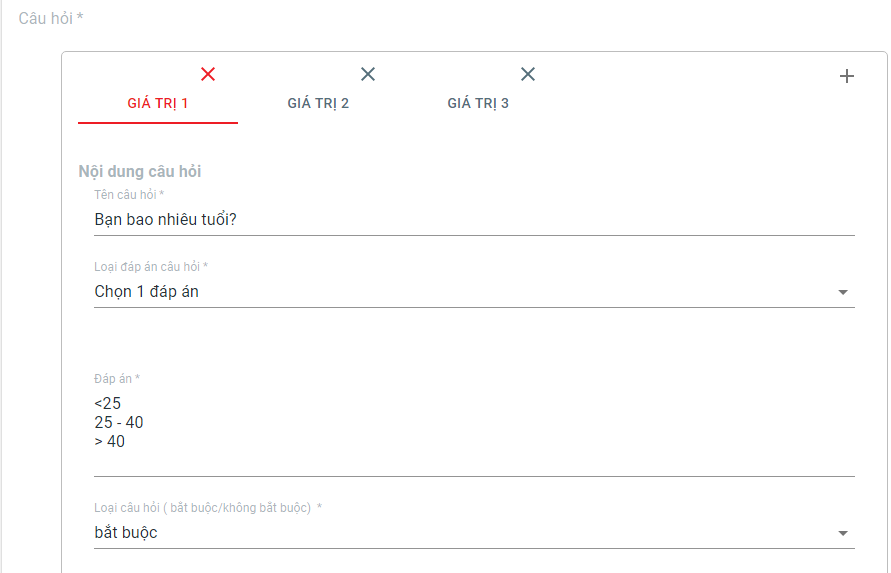 Câu hỏi *
GIÁ TRỊ 1 GIÁ TRỊ 2 GIÁ TRỊ 3
Nội dung câu hỏi
Tên câu hỏi *
Bạn bao nhiêu tuổi?
Loại đáp án câu hỏi *
Chọn 1 đáp án
Đáp án *
<25
25 - 40
> 40
Loại câu hỏi ( bắt buộc/không bắt buộc) *
bắt buộc